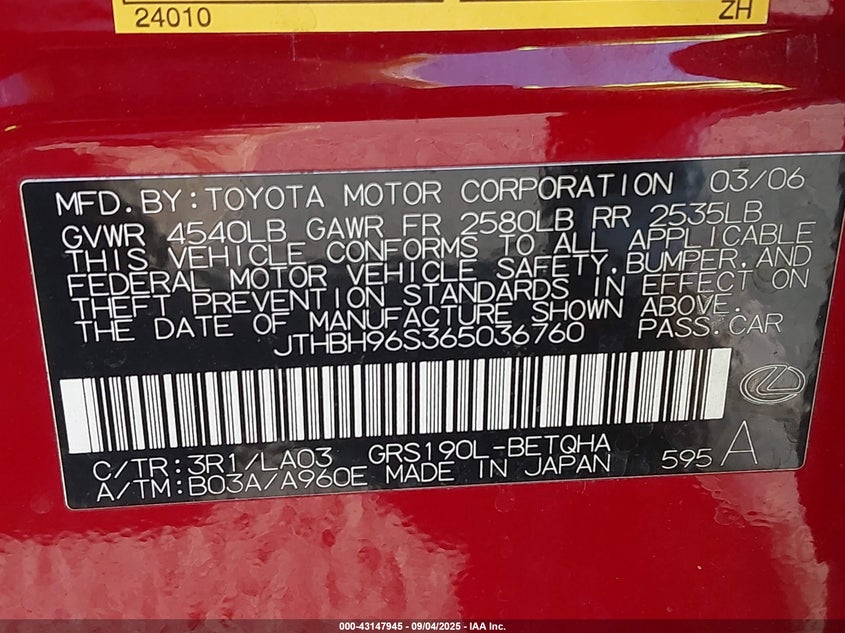 24010 ZH
MFD.BY:TOYOTA MOTOR CORPORATION 03/06
GVWR 4540LB GAWR FR 2580LB RR 2535LB
THIS VEHICLE CONFORMS TO ALL APPLICABLE
FEDERAL MOTOR VEHICLE SAFETY,BUMPER,AND
THEFT PREVENTION STANDARDS IN EFFECT ON
THE DATE OF MANUFACTURE SHOWN ABOVE.
JTHBH96S365036760 PASS.CAR
C/TR:3R1/LA03 GRS190L-BETQHA
A/TM:B03A/A960E MADE IN JAPAN 595 A
000-43147945 - 09/04/2025 - IAA Inc.